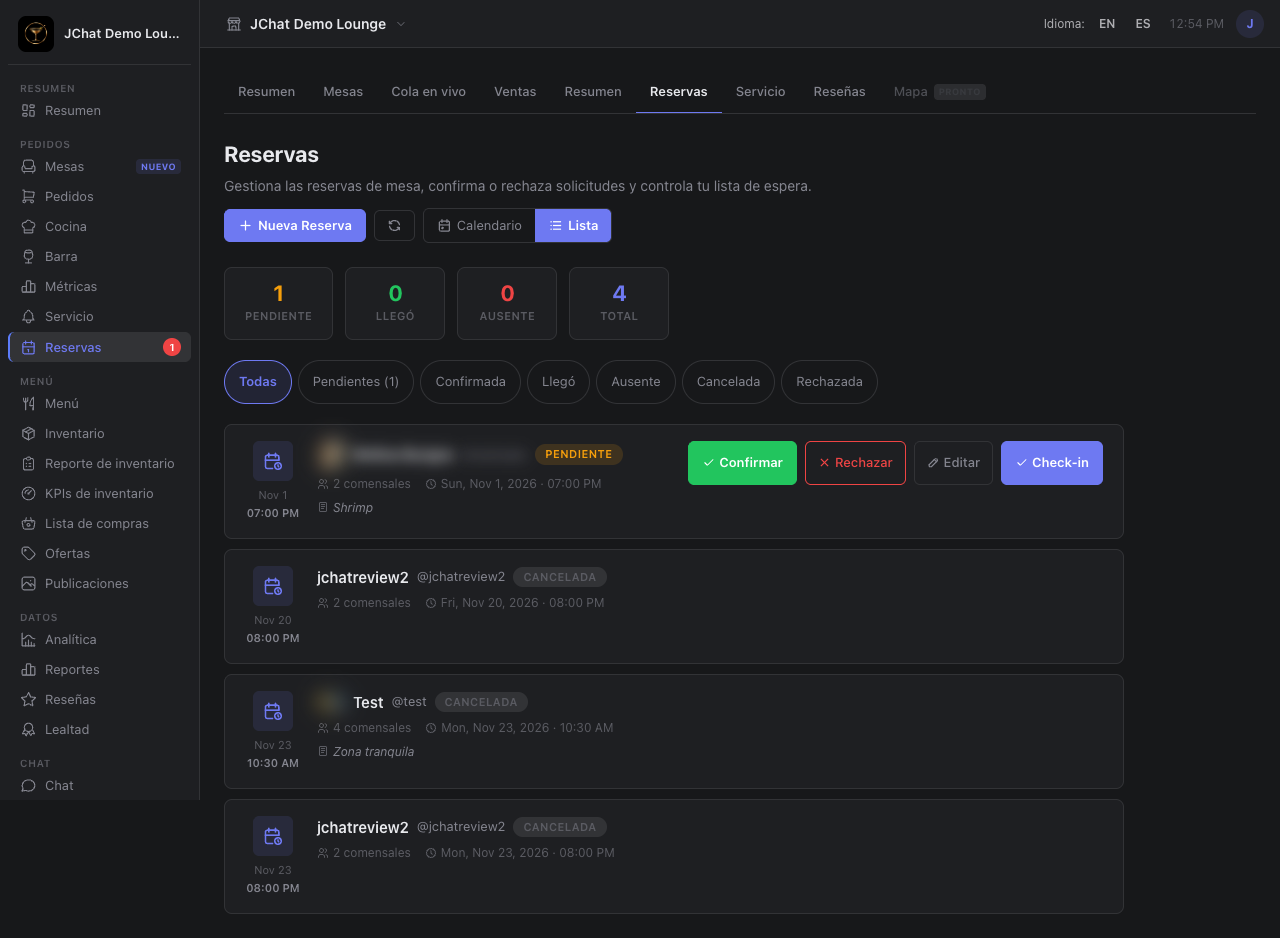 JChat Demo Lou...
RESUMEN
Resumen
PEDIDOS
Mesas NUEVO
Pedidos
Cocina
Barra
Métricas
Servicio
Reservas 1
MENÚ
Menú
Inventario
Reporte de inventario
KPIs de inventario
Lista de compras
Ofertas
Publicaciones
DATOS
Analítica
Reportes
Reseñas
Lealtad
CHAT
Chat
JChat Demo Lounge
Idioma: EN ES 12:54 PM J
Resumen Mesas Cola en vivo Ventas Resumen Reservas Servicio Reseñas Mapa PRONTO
Reservas
Gestiona las reservas de mesa, confirma o rechaza solicitudes y controla tu lista de espera.
Nueva Reserva Calendario Lista
1 0 0 4
PENDIENTE LLEGÓ AUSENTE TOTAL
Todas Pendientes (1) Confirmada Llegó Ausente Cancelada Rechazada
PENDIENTE
2 comensales Sun, Nov 1, 2026 · 07:00 PM
Shrimp
Nov 1
07:00 PM
Confirmar Rechazar Editar Check-in
jchatreview2 @jchatreview2 CANCELADA
2 comensales Fri, Nov 20, 2026 · 08:00 PM
Nov 20
08:00 PM
Test @test CANCELADA
4 comensales Mon, Nov 23, 2026 · 10:30 AM
Zona tranquila
Nov 23
10:30 AM
jchatreview2 @jchatreview2 CANCELADA
2 comensales Mon, Nov 23, 2026 · 08:00 PM
Nov 23
08:00 PM